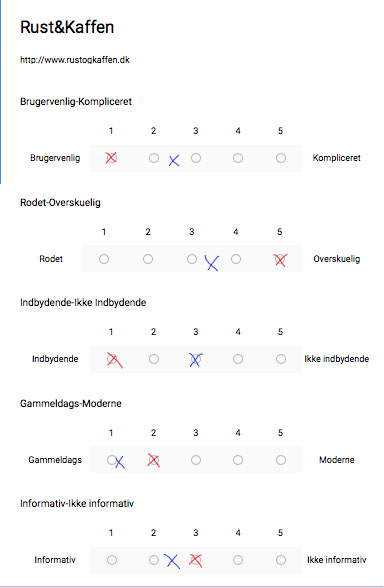 Rust&Kaffen
http://www.rustogkaffen.dk
Brugervenlig-Kompliceret
1 2 3 4 5
Brugervenlig Kompliceret
Rodet-Overskuelig
1 2 3 4 5
Rodet Overskuelig
Indbydende-Ikke Indbydende
1 2 3 4 5
Indbydende Ikke indbydende
Gammeldags-Moderne
1 2 3 4 5
Gammeldags Moderne
Informativ-Ikke informativ
1 2 3 4 5
Informativ Ikke informativ